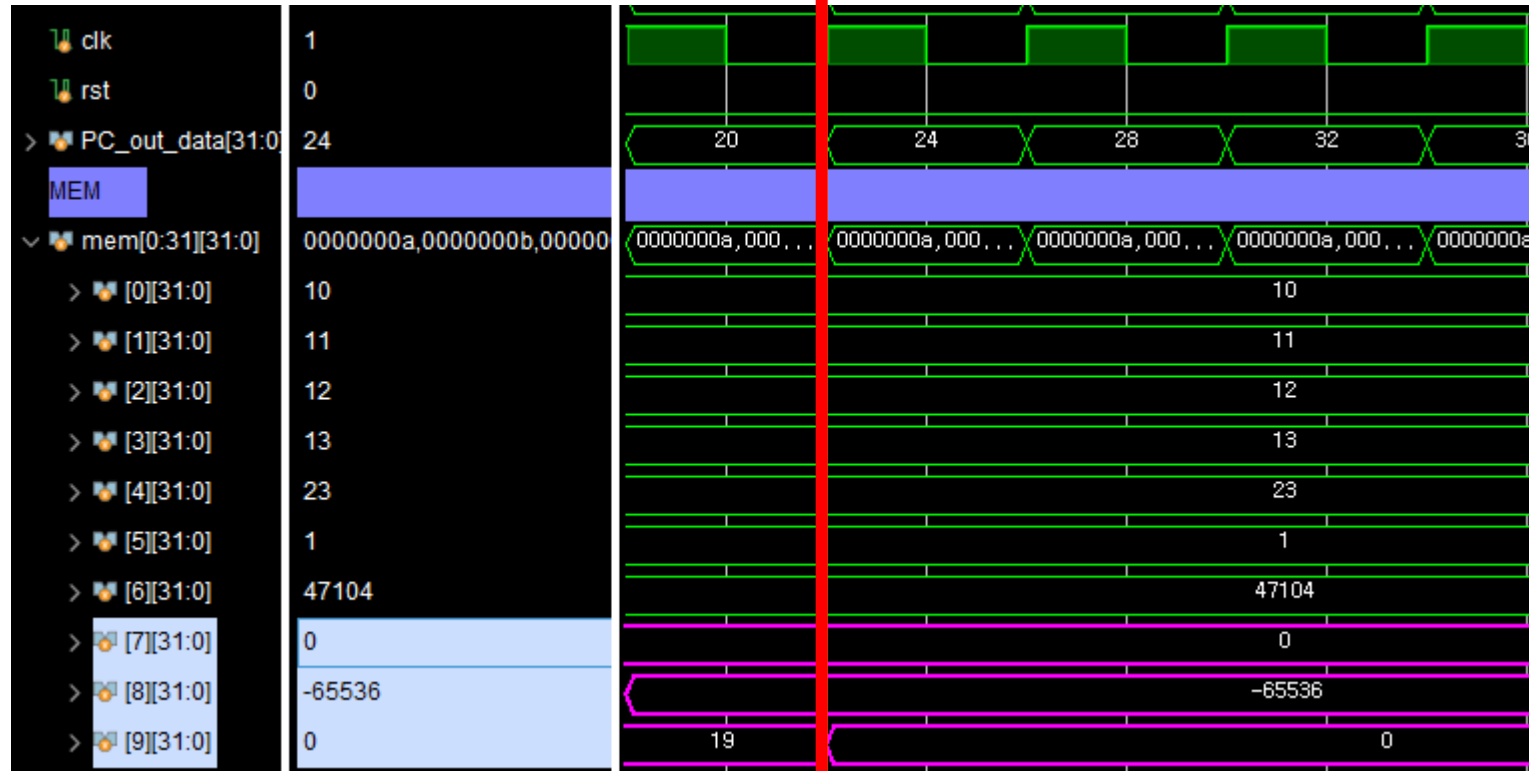 clk 1
rst 0
PC_out_data[31:0] 24 20 24 28 32
MEM
mem[0:31][31:0] 0000000a,0000000b,00000 0000000a,000... 0000000a,000... 0000000a,000... 0000000a,000... 0000000a
[0][31:0] 10 10
[1][31:0] 11 11
[2][31:0] 12 12
[3][31:0] 13 13
[4][31:0] 23 23
[5][31:0] 1 1
[6][31:0] 47104 47104
[7][31:0] 0 0
[8][31:0] -65536 -65536
[9][31:0] 0 19 0